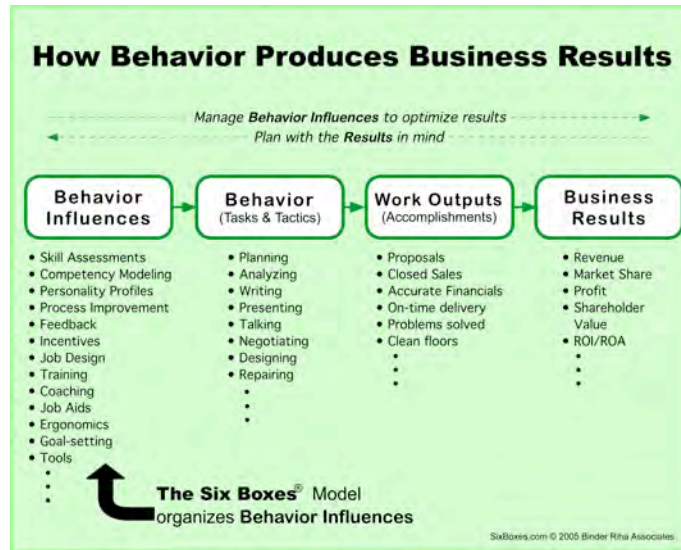 How Behavior Produces Business Results
Manage Behavior Influences to optimize results
Plan with the Results in mind
Behavior
Influences
• Skill Assessments
• Competency Modeling
• Personality Profiles
• Process Improvement
• Feedback
• Incentives
• Job Design
• Training
• Coaching
• Job Aids
• Ergonomics
• Goal-setting
• Tools
•
•
•
Behavior
(Tasks & Tactics)
• Planning
• Analyzing
• Writing
• Presenting
• Talking
• Negotiating
• Designing
• Repairing
•
•
•
Work Outputs
(Accomplishments)
• Proposals
• Closed Sales
• Accurate Financials
• On-time delivery
• Problems solved
• Clean floors
•
•
•
Business
Results
• Revenue
• Market Share
• Profit
• Shareholder
Value
• ROI/ROA
•
•
•
The Six Boxes® Model
organizes Behavior Influences
SixBoxes.com © 2005 Binder Riha Associates